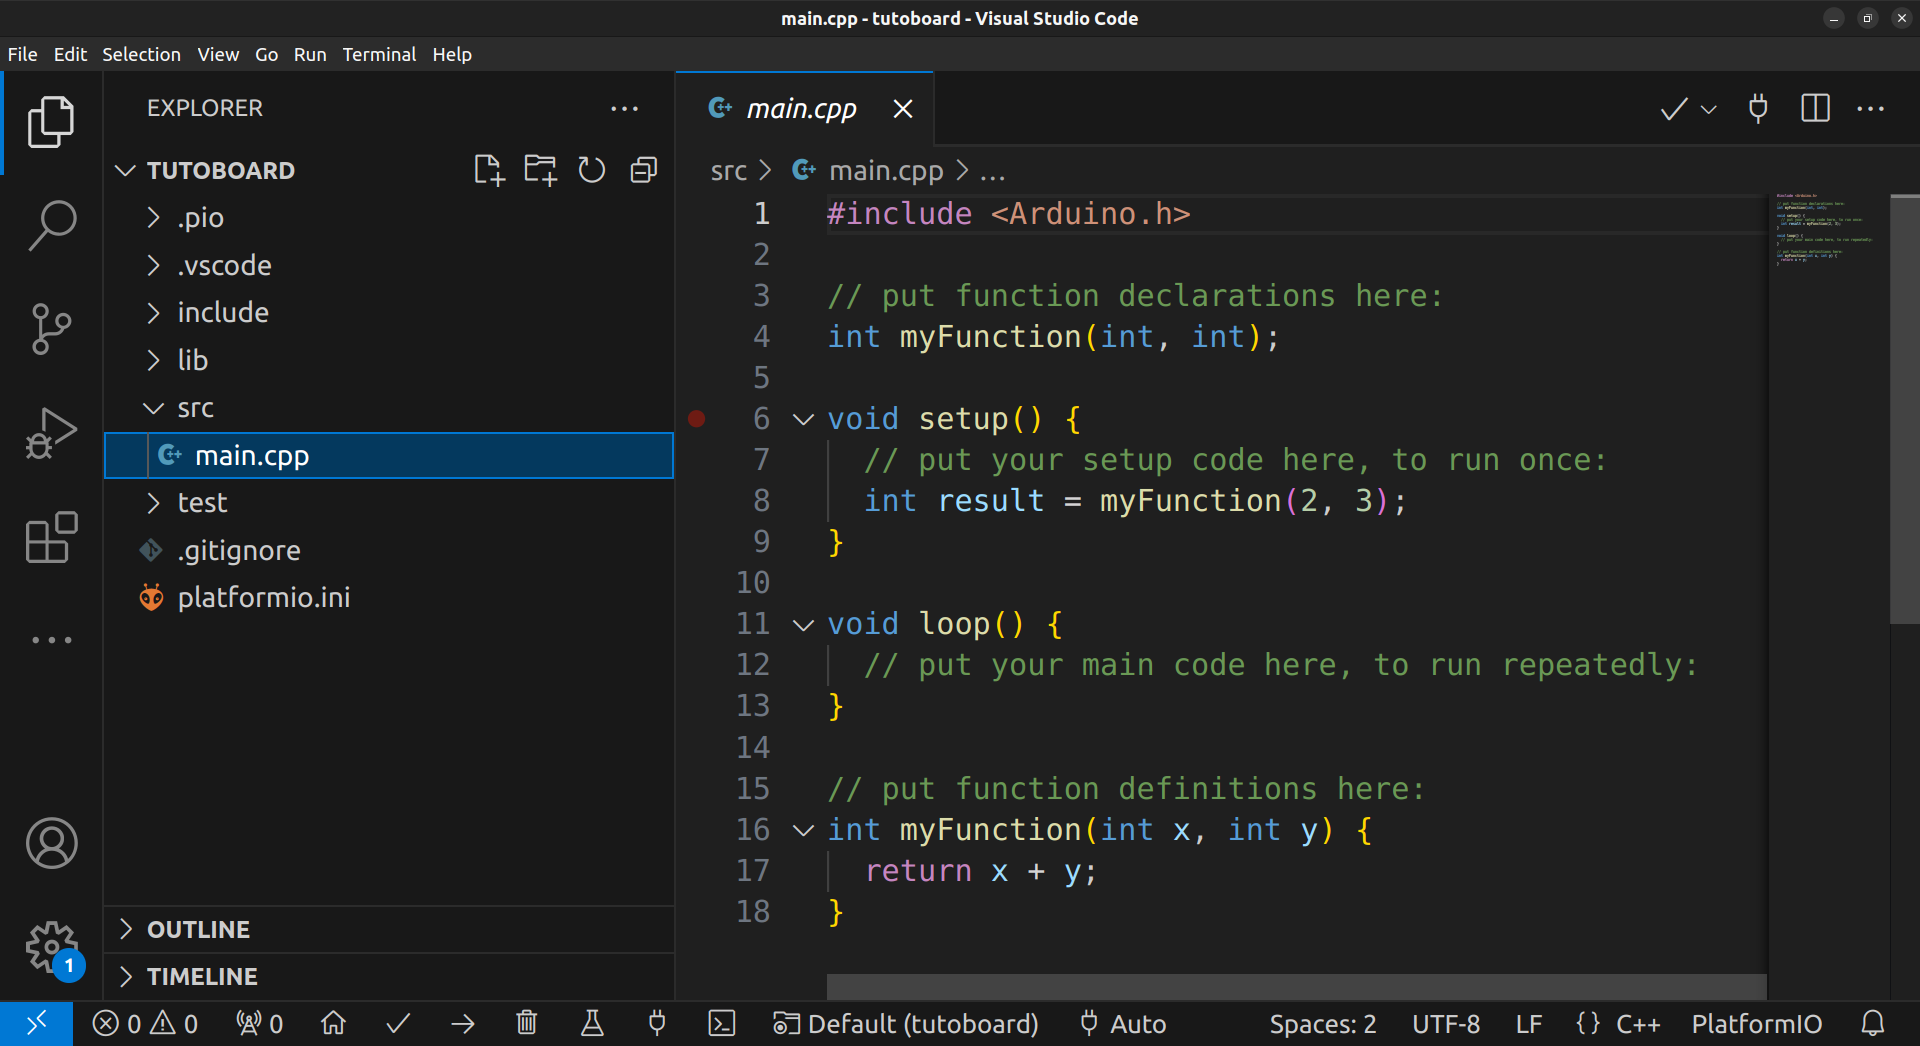 main.cpp - tutoboard - Visual Studio Code
File Edit Selection View Go Run Terminal Help
EXPLORER
TUTOBOARD
.pio
.vscode
include
lib
src
main.cpp
test
.gitignore
platformio.ini
OUTLINE
TIMELINE
1
main.cpp
src > main.cpp > ...
1 #include <Arduino.h>
2
3 // put function declarations here:
4 int myFunction(int, int);
5
6 void setup() {
7 // put your setup code here, to run once:
8 int result = myFunction(2, 3);
9 }
10
11 void loop() {
12 // put your main code here, to run repeatedly:
13 }
14
15 // put function definitions here:
16 int myFunction(int x, int y) {
17 return x + y;
18 }
0 0 0 Default (tutoboard) Auto Spaces: 2 UTF-8 LF {} C++ PlatformIO